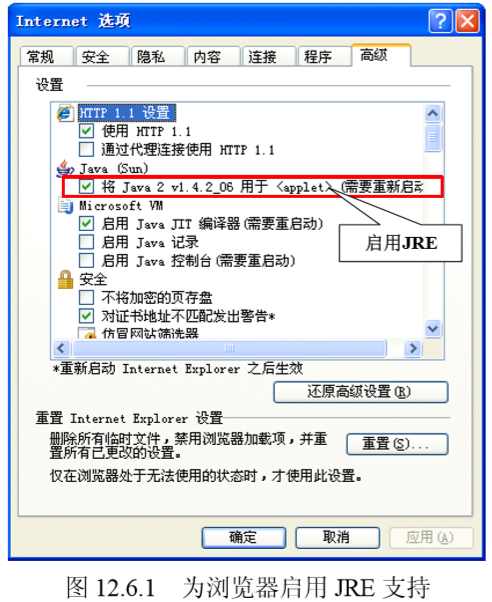 Internet 选项
常规 安全 隐私 内容 连接 程序 高级
设置
HTTP 1.1 设置
使用 HTTP 1.1
通过代理连接使用 HTTP 1.1
Java (Sun)
将 Java 2 v1.4.2_06 用于 <applet> (需要重新启动
Microsoft VM
启用 Java JIT 编译器(需要重启动)
启用 Java 记录
启用JRE
启用 Java 控制台(需要重启动)
安全
不将加密的页存盘
对证书地址不匹配发出警告*
仿冒网站筛选器
*重新启动 Internet Explorer 之后生效
还原高级设置(R)
重置 Internet Explorer 设置
删除所有临时文件，禁用浏览器加载项，并重
置所有已更改的设置。
重置(S)...
仅在浏览器处于无法使用的状态时，才使用此设置。
确定 取消 应用(A)
图 12.6.1 为浏览器启用 JRE 支持